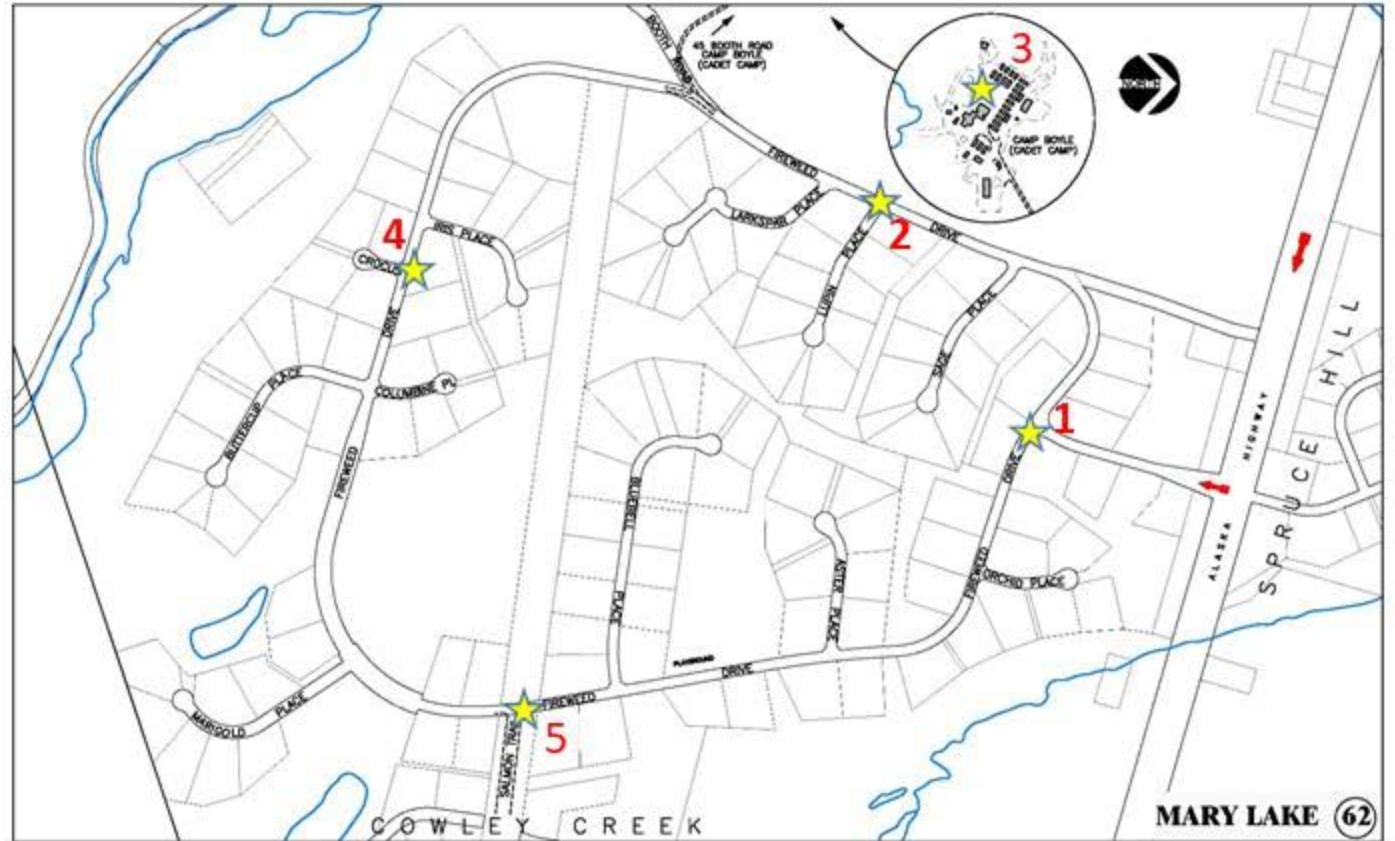 BOOTH
ROAD
45 BOOTH ROAD
CAMP BOYLE
(CADET CAMP)
3
CAMP BOYLE
(CADET CAMP)
NORTH
FIREWEED
DRIVE
2
LARKSPAR PLACE
LUPIN
PLACE
SAGE
PLACE
4
IRIS PLACE
CROCUS
DRIVE
COLUMBINE PL
BUTTERCUP
PLACE
FIREWEED
1
DRIVE
FIREWEED
ORCHID PLACE
ALASKA
HIGHWAY
SPRUCE HILL
BLUEBELL
PLACE
ASTER PLACE
PLAYGROUND
DRIVE
FIREWEED
5
SALMON TRAIL
MARIGOLD
PLACE
COWLEY CREEK
MARY LAKE 62